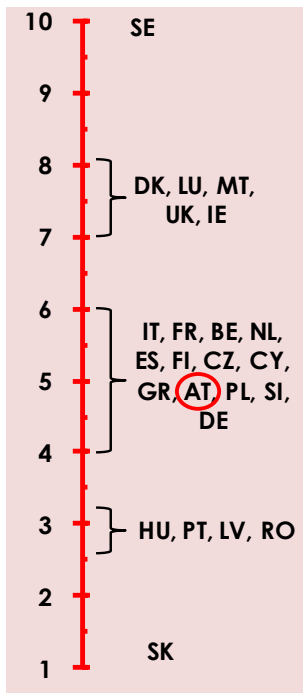 10
SE
9
8
DK, LU, MT,
UK, IE
7
6
IT, FR, BE, NL,
ES, FI, CZ, CY,
GR, AT, PL, SI,
DE
5
4
3
HU, PT, LV, RO
2
SK
1